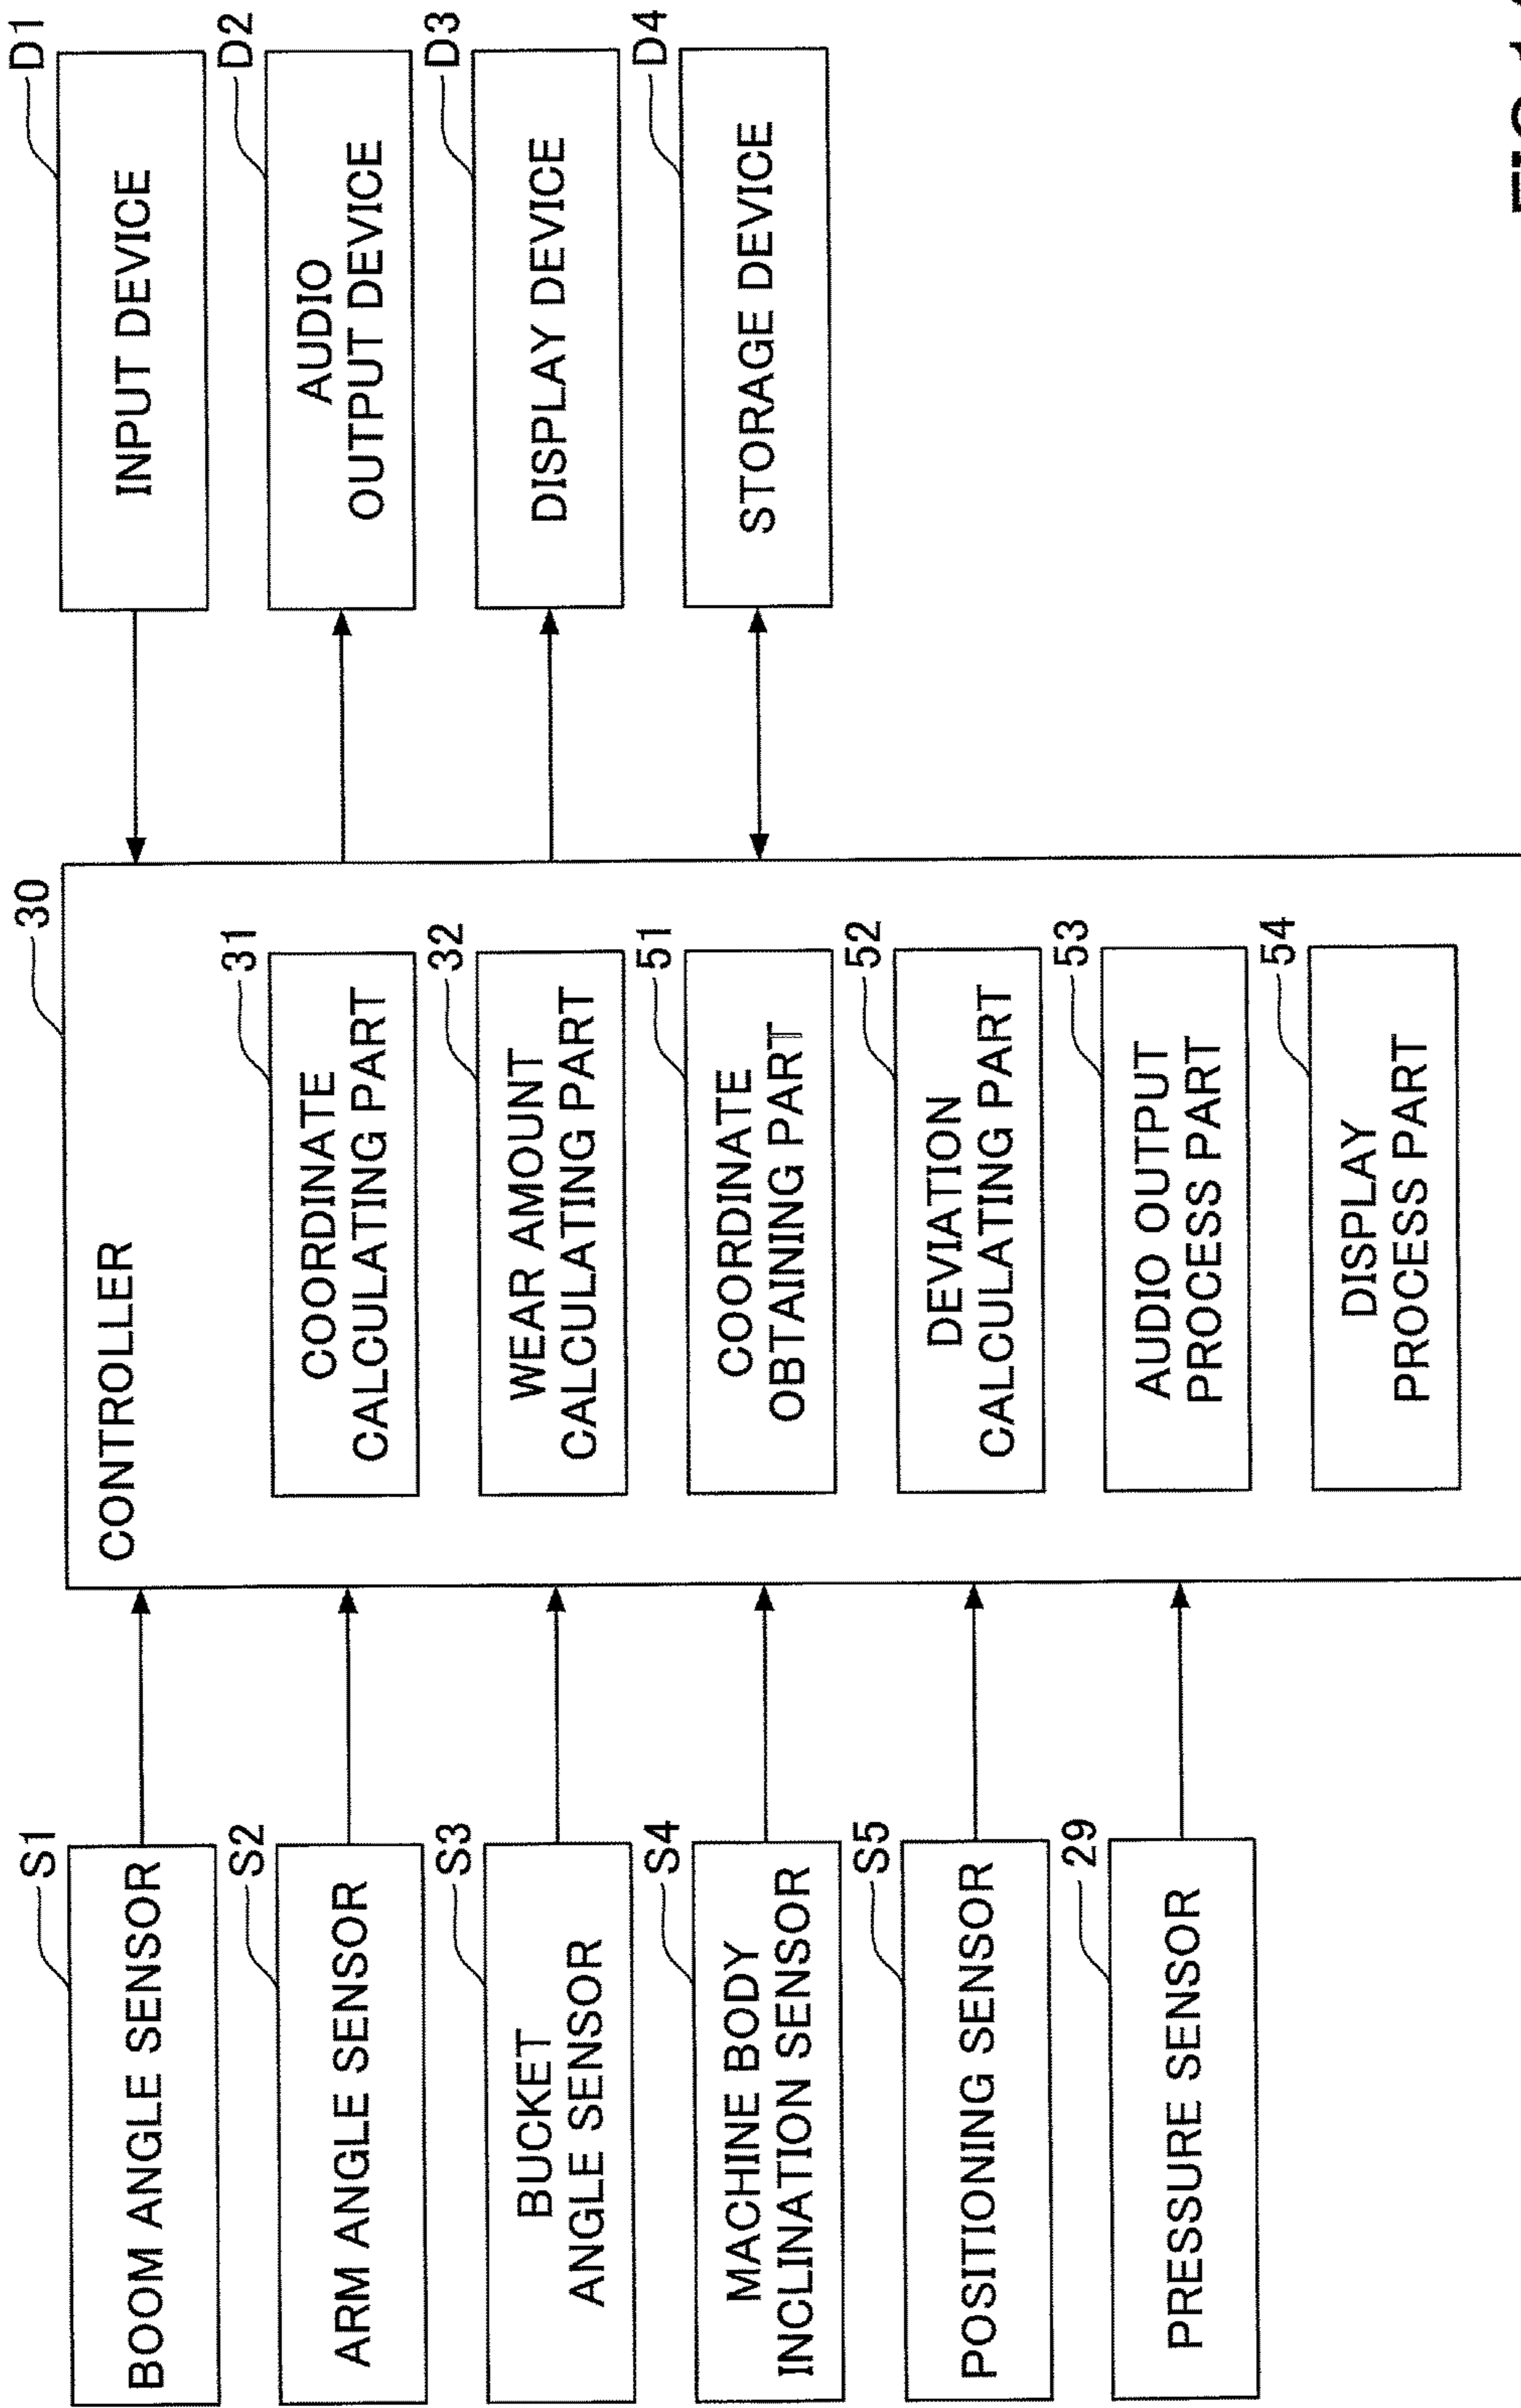 S1
BOOM ANGLE SENSOR
S2
ARM ANGLE SENSOR
S3
BUCKET
ANGLE SENSOR
S4
MACHINE BODY
INCLINATION SENSOR
S5
POSITIONING SENSOR
29
PRESSURE SENSOR
30
CONTROLLER
31
COORDINATE
CALCULATING PART
32
WEAR AMOUNT
CALCULATING PART
51
COORDINATE
OBTAINING PART
52
DEVIATION
CALCULATING PART
53
AUDIO OUTPUT
PROCESS PART
54
DISPLAY
PROCESS PART
D1
INPUT DEVICE
D2
AUDIO
OUTPUT DEVICE
D3
DISPLAY DEVICE
D4
STORAGE DEVICE